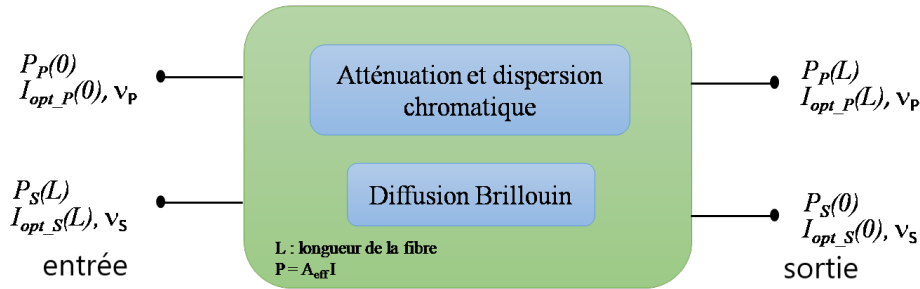 P_P(0)
I_opt_P(0), ν_P
P_S(L)
I_opt_S(L), ν_S
entrée
Atténuation et dispersion
chromatique
Diffusion Brillouin
L : longueur de la fibre
P = A_eff I
P_P(L)
I_opt_P(L), ν_P
P_S(0)
I_opt_S(0), ν_S
sortie